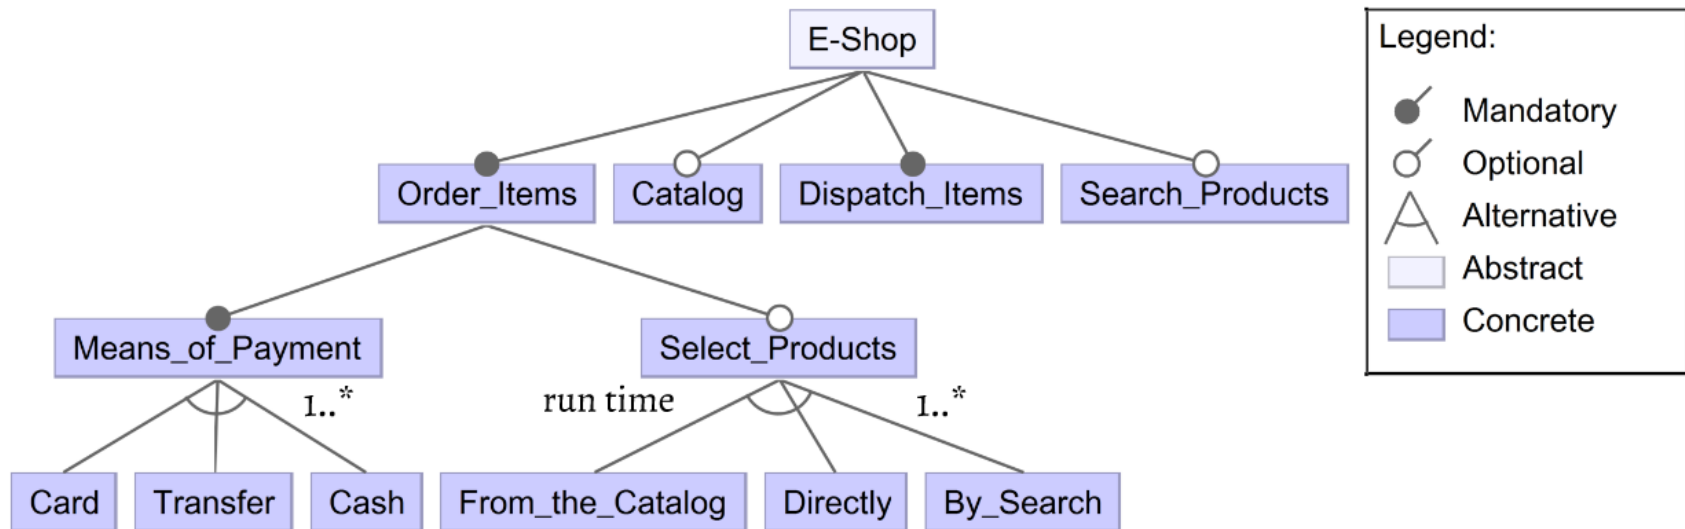 E-Shop
Legend:
Mandatory
Optional
Alternative
Abstract
Concrete
Order_Items
Catalog
Dispatch_Items
Search_Products
Means_of_Payment
Select_Products
1..*
run time
1..*
Card
Transfer
Cash
From_the_Catalog
Directly
By_Search